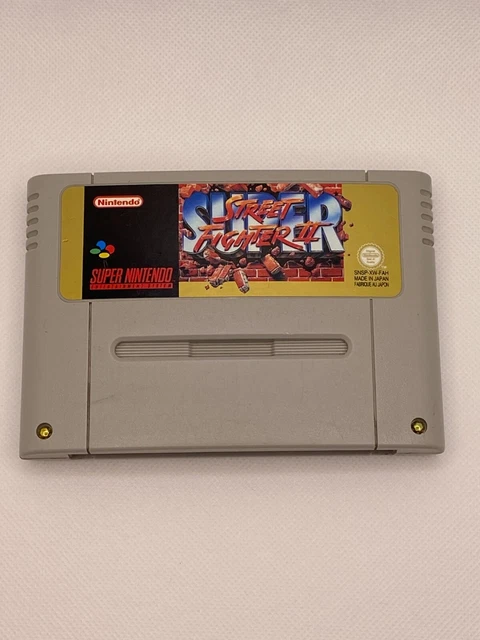 Nintendo
SUPER
STREET
FIGHTER II
SUPER NINTENDO
ENTERTAINMENT SYSTEM
SNSP-XW-FAH
MADE IN JAPAN
FABRIQUÉ AU JAPON